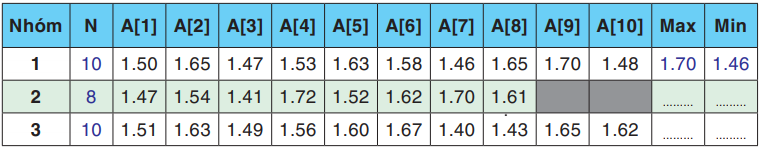 Nhóm N A[1] A[2] A[3] A[4] A[5] A[6] A[7] A[8] A[9] A[10] Max Min
1 10 1.50 1.65 1.47 1.53 1.63 1.58 1.46 1.65 1.70 1.48 1.70 1.46
2 8 1.47 1.54 1.41 1.72 1.52 1.62 1.70 1.61 ......... .........
3 10 1.51 1.63 1.49 1.56 1.60 1.67 1.40 1.43 1.65 1.62 ......... .........